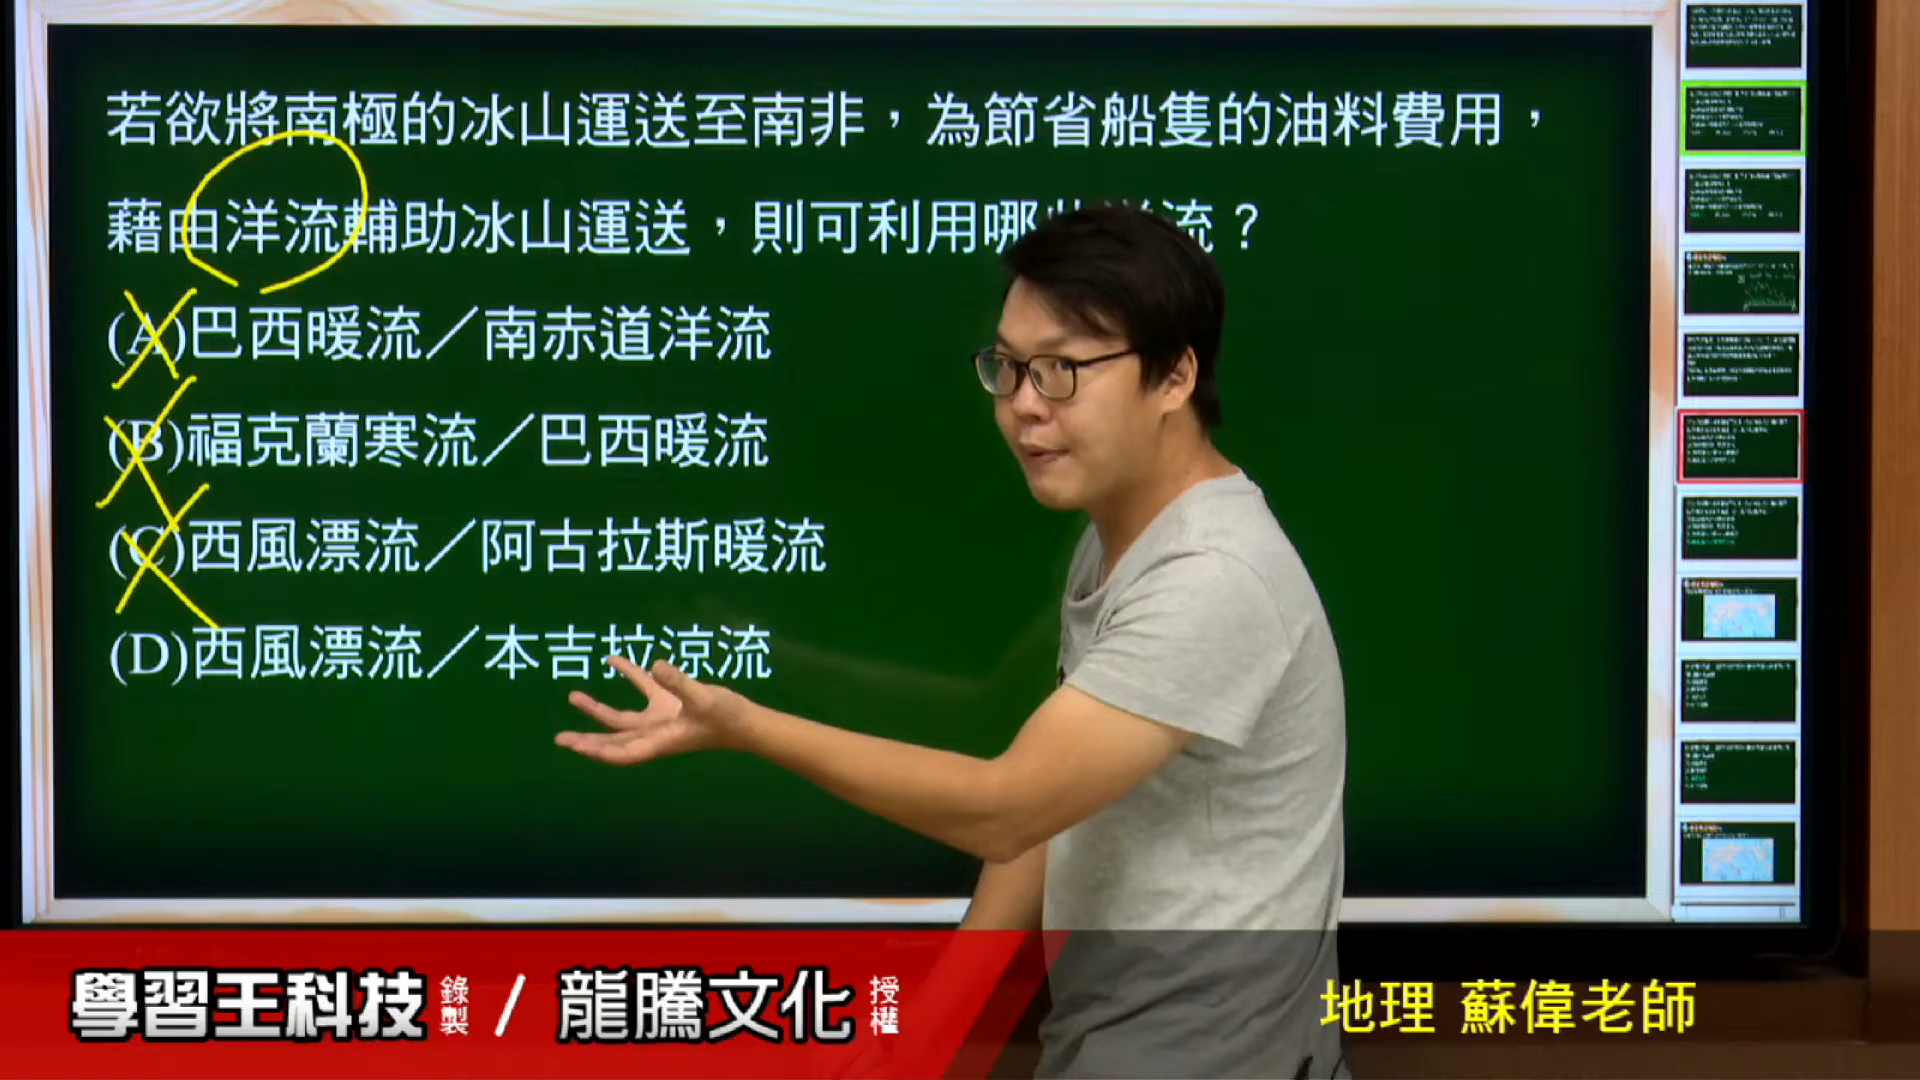 若欲將南極的冰山運送至南非，為節省船隻的油料費用，
藉由洋流輔助冰山運送，則可利用哪 流？
(A)巴西暖流／南赤道洋流
(B)福克蘭寒流／巴西暖流
(C)西風漂流／阿古拉斯暖流
(D)西風漂流／本吉拉涼流
學習王科技 錄製 / 龍騰文化 授權
地理 蘇偉老師